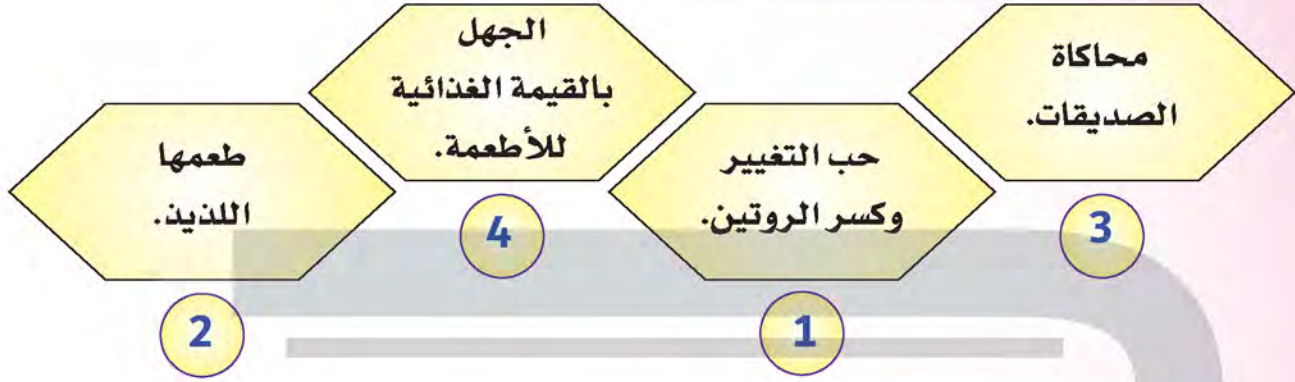 محاكاة
الصديقات.
3
حب التغيير
وكسر الروتين.
1
الجهل
بالقيمة الغذائية
للأطعمة.
4
طعمها
اللذيذ.
2